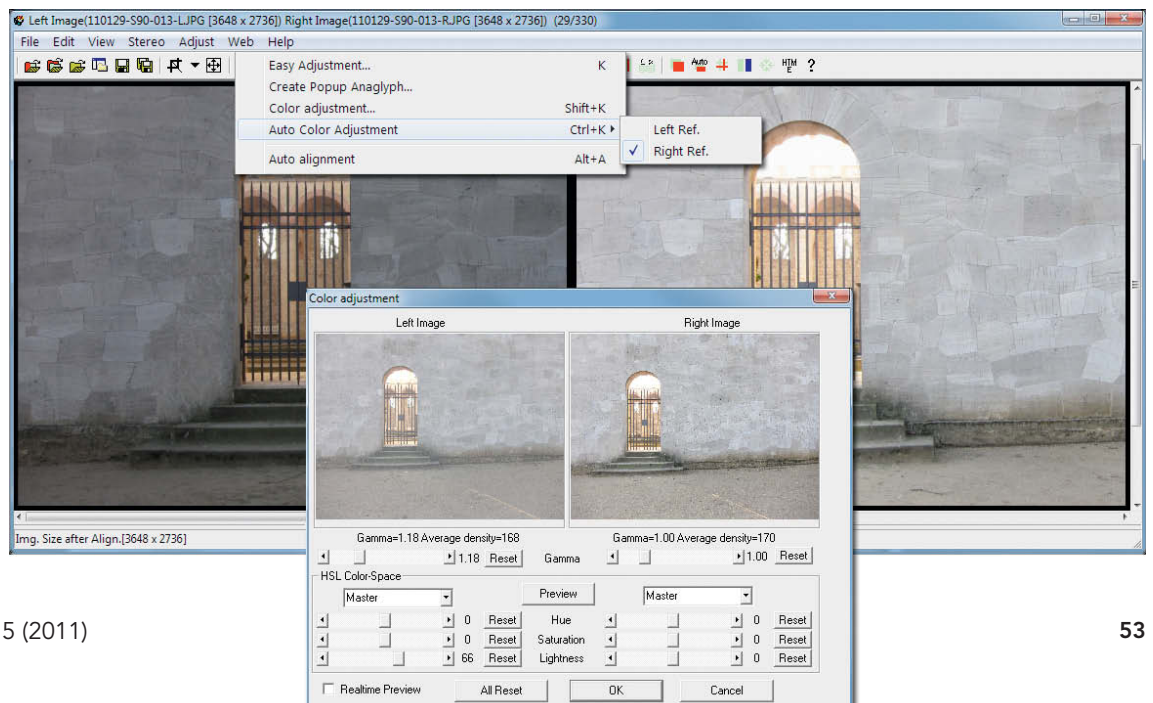 Left Image(110129-S90-013-LJPG [3648 x 2736]) Right Image(110129-S90-013-RJPG [3648 x 2736]) (29/330)
File Edit View Stereo Adjust Web Help
Auto HTM E ?
Easy Adjustment... K
Create Popup Anaglyph...
Color adjustment... Shift+K
Auto Color Adjustment Ctrl+K
Left Ref.
Right Ref.
Auto alignment Alt+A
Color adjustment
Left Image Right Image
Gamma=1.18 Average density=168 Gamma=1.00 Average density=170
1.18 Reset Gamma 1.00 Reset
HSL Color-Space
Master Preview Master
0 Reset Hue 0 Reset
0 Reset Saturation 0 Reset
66 Reset Lightness 0 Reset
Realtime Preview All Reset OK Cancel
Img. Size after Align.[3648 x 2736]
5 (2011) 53